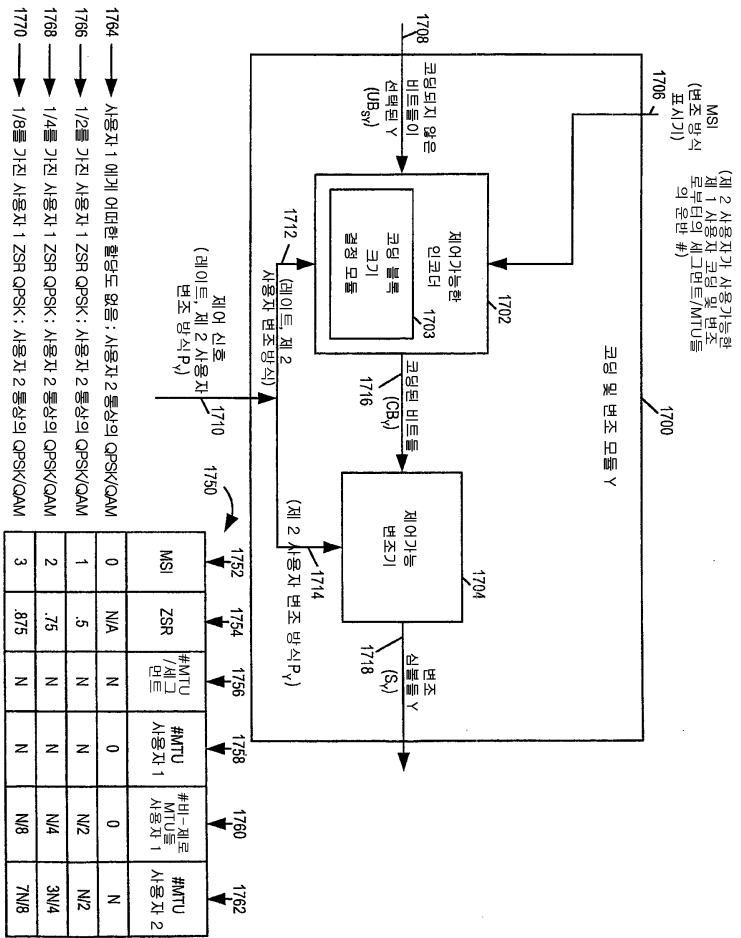 MSI
(변조 방식
표시기)
1706
(제 2 사용자가 사용가능한
제 1 사용자 코딩 및 변조
로부터의 세그먼트/MTU들
의 운반 #)
1700
코딩 및 변조 모듈 Y
1708
코딩되지 않은
비트들이
선택된 Y
(UB_SY)
1702
제어가능한
인코더
1703
코딩 블록
크기
결정 모듈
코딩된 비트들
1716
(CB_Y)
1704
제어가능
변조기
변조
심볼들 Y
(S_Y)
1718
1712
(레이트, 제 2
사용자 변조방식)
1714
(제 2 사용자 변조 방식P_Y)
제어 신호
(레이트, 제 2 사용자
변조 방식P_Y)
1710
1750
1752 1754 1756 1758 1760 1762
MSI ZSR #MTU/세그먼트 #MTU 사용자 1 #비-제로 MTU들 사용자 1 #MTU 사용자 2
0 N/A N 0 0 N
1 .5 N N N/2 N/2
2 .75 N N N/4 3N/4
3 .875 N N N/8 7N/8
1764 사용자 1 에게 어떠한 할당도 없음 ; 사용자 2 통상의 QPSK/QAM
1766 1/2를 가진 사용자 1 ZSR QPSK ; 사용자 2 통상의 QPSK/QAM
1768 1/4를 가진 사용자 1 ZSR QPSK ; 사용자 2 통상의 QPSK/QAM
1770 1/8를 가진 사용자 1 ZSR QPSK ; 사용자 2 통상의 QPSK/QAM